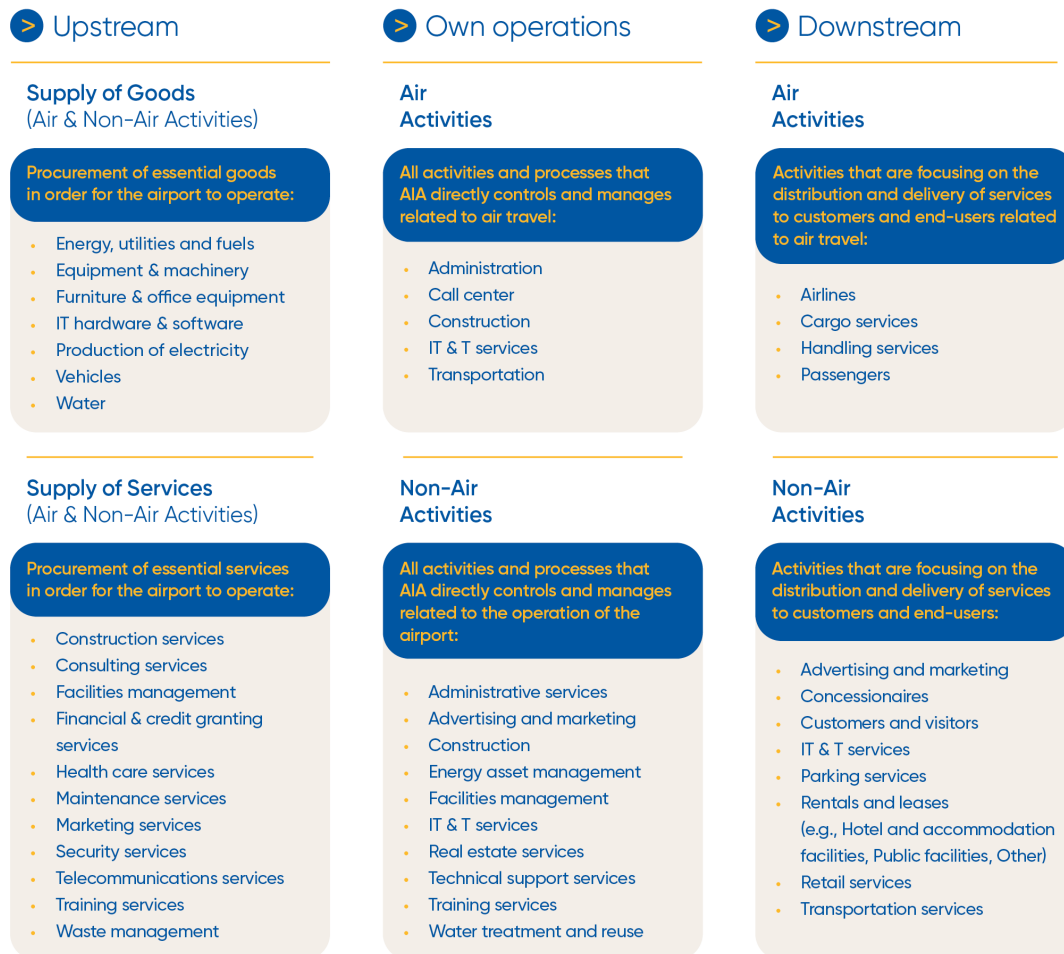 > Upstream
Supply of Goods
(Air & Non-Air Activities)
Procurement of essential goods
in order for the airport to operate:
• Energy, utilities and fuels
• Equipment & machinery
• Furniture & office equipment
• IT hardware & software
• Production of electricity
• Vehicles
• Water
Supply of Services
(Air & Non-Air Activities)
Procurement of essential services
in order for the airport to operate:
• Construction services
• Consulting services
• Facilities management
• Financial & credit granting
services
• Health care services
• Maintenance services
• Marketing services
• Security services
• Telecommunications services
• Training services
• Waste management
> Own operations
Air
Activities
All activities and processes that
AIA directly controls and manages
related to air travel:
• Administration
• Call center
• Construction
• IT & T services
• Transportation
Non-Air
Activities
All activities and processes that
AIA directly controls and manages
related to the operation of the
airport:
• Administrative services
• Advertising and marketing
• Construction
• Energy asset management
• Facilities management
• IT & T services
• Real estate services
• Technical support services
• Training services
• Water treatment and reuse
> Downstream
Air
Activities
Activities that are focusing on the
distribution and delivery of services
to customers and end-users related
to air travel:
• Airlines
• Cargo services
• Handling services
• Passengers
Non-Air
Activities
Activities that are focusing on the
distribution and delivery of services
to customers and end-users:
• Advertising and marketing
• Concessionaires
• Customers and visitors
• IT & T services
• Parking services
• Rentals and leases
(e.g., Hotel and accommodation
facilities, Public facilities, Other)
• Retail services
• Transportation services